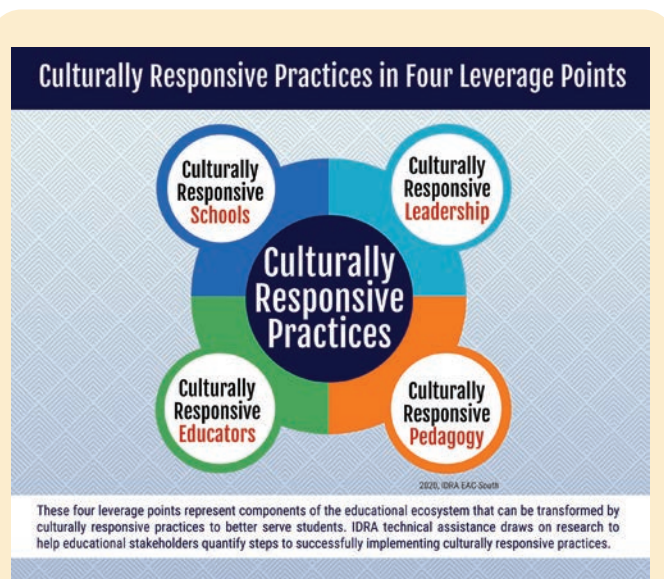 Culturally Responsive Practices in Four Leverage Points
Culturally
Responsive
Schools
Culturally
Responsive
Leadership
Culturally
Responsive
Practices
Culturally
Responsive
Educators
Culturally
Responsive
Pedagogy
2020, IDRA EAC-South
These four leverage points represent components of the educational ecosystem that can be transformed by
culturally responsive practices to better serve students. IDRA technical assistance draws on research to
help educational stakeholders quantify steps to successfully implementing culturally responsive practices.